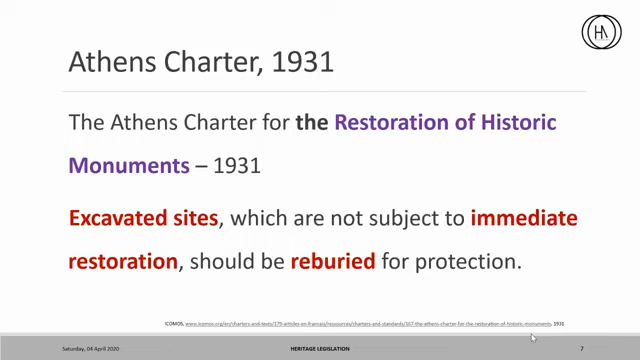 HA
Athens Charter, 1931
The Athens Charter for the Restoration of Historic
Monuments – 1931
Excavated sites, which are not subject to immediate
restoration, should be reburied for protection.
ICOMOS, www.icomos.org/en/charters-and-texts/179-articles-en-francais/ressources/charters-and-standards/167-the-athens-charter-for-the-restoration-of-historic-monuments, 1931
Saturday, 04 April 2020
HERITAGE LEGISLATION
7